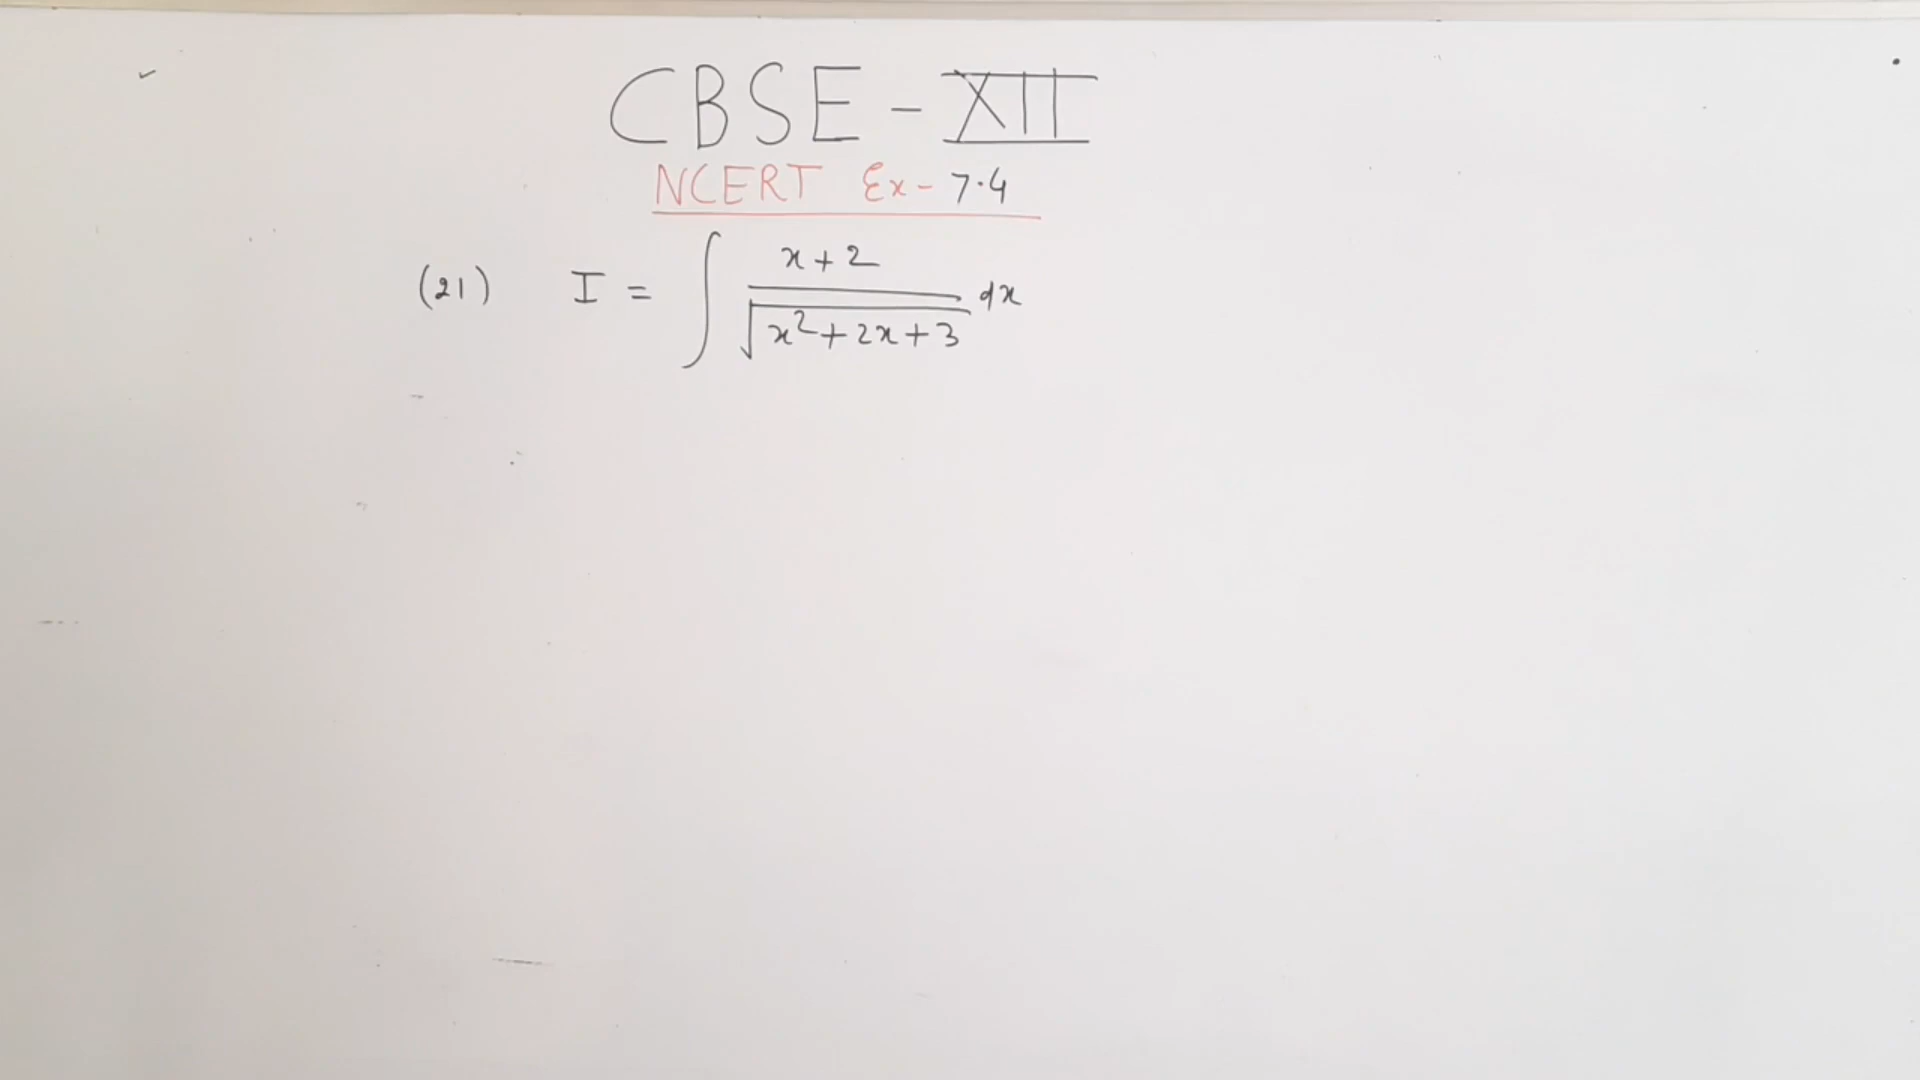 CBSE - XII
NCERT Ex - 7.4
(21) I = ∫ (x + 2) / √(x² + 2x + 3) dx